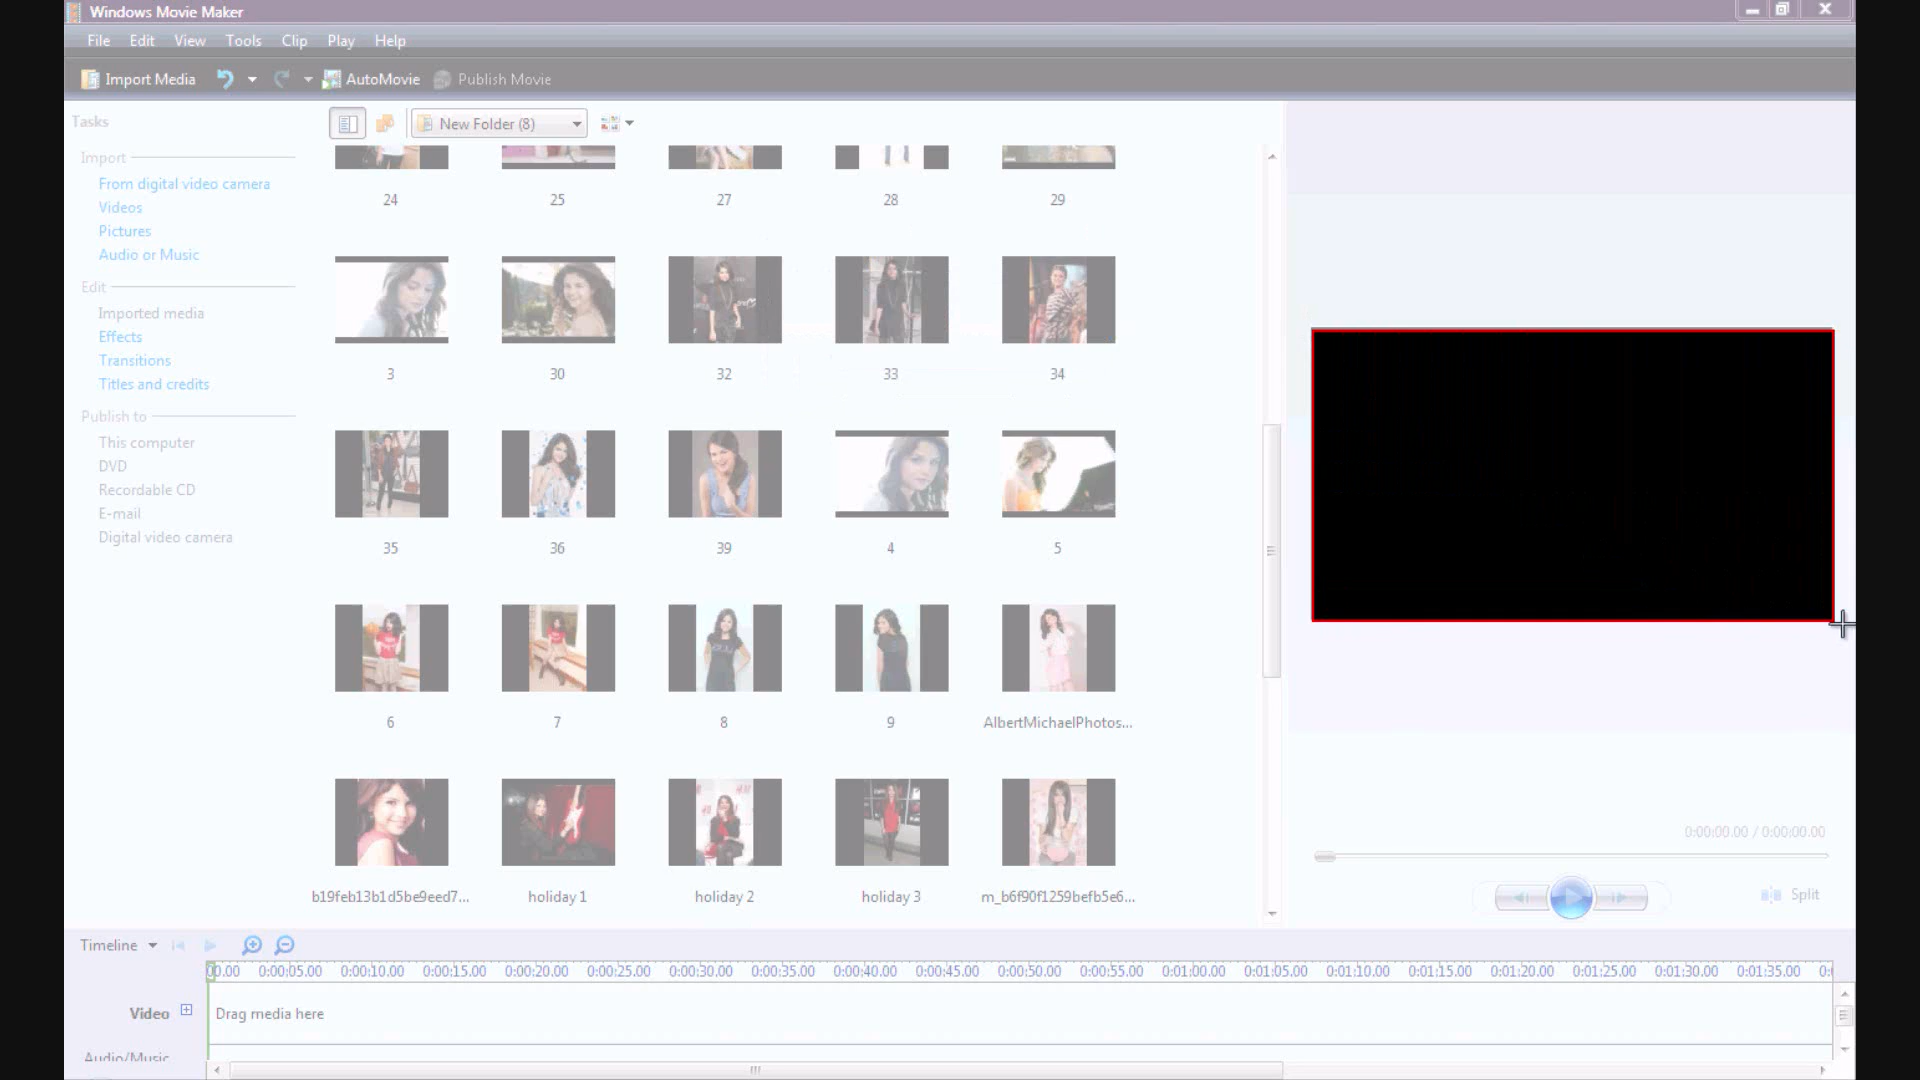 Windows Movie Maker
File Edit View Tools Clip Play Help
Import Media AutoMovie Publish Movie
Tasks
New Folder (8)
Import
From digital video camera
Videos
Pictures
Audio or Music
Edit
Imported media
Effects
Transitions
Titles and credits
Publish to
This computer
DVD
Recordable CD
E-mail
Digital video camera
24 25 27 28 29
3 30 32 33 34
35 36 39 4 5
6 7 8 9 AlbertMichaelPhotos...
b19feb13b1d5be9eed7... holiday 1 holiday 2 holiday 3 m_b6f90f1259befb5e6...
0:00:00.00 / 0:00:00.00
Split
Timeline
00.00 0:00:05.00 0:00:10.00 0:00:15.00 0:00:20.00 0:00:25.00 0:00:30.00 0:00:35.00 0:00:40.00 0:00:45.00 0:00:50.00 0:00:55.00 0:01:00.00 0:01:05.00 0:01:10.00 0:01:15.00 0:01:20.00 0:01:25.00 0:01:30.00 0:01:35.00
Video Drag media here
Audio/Music